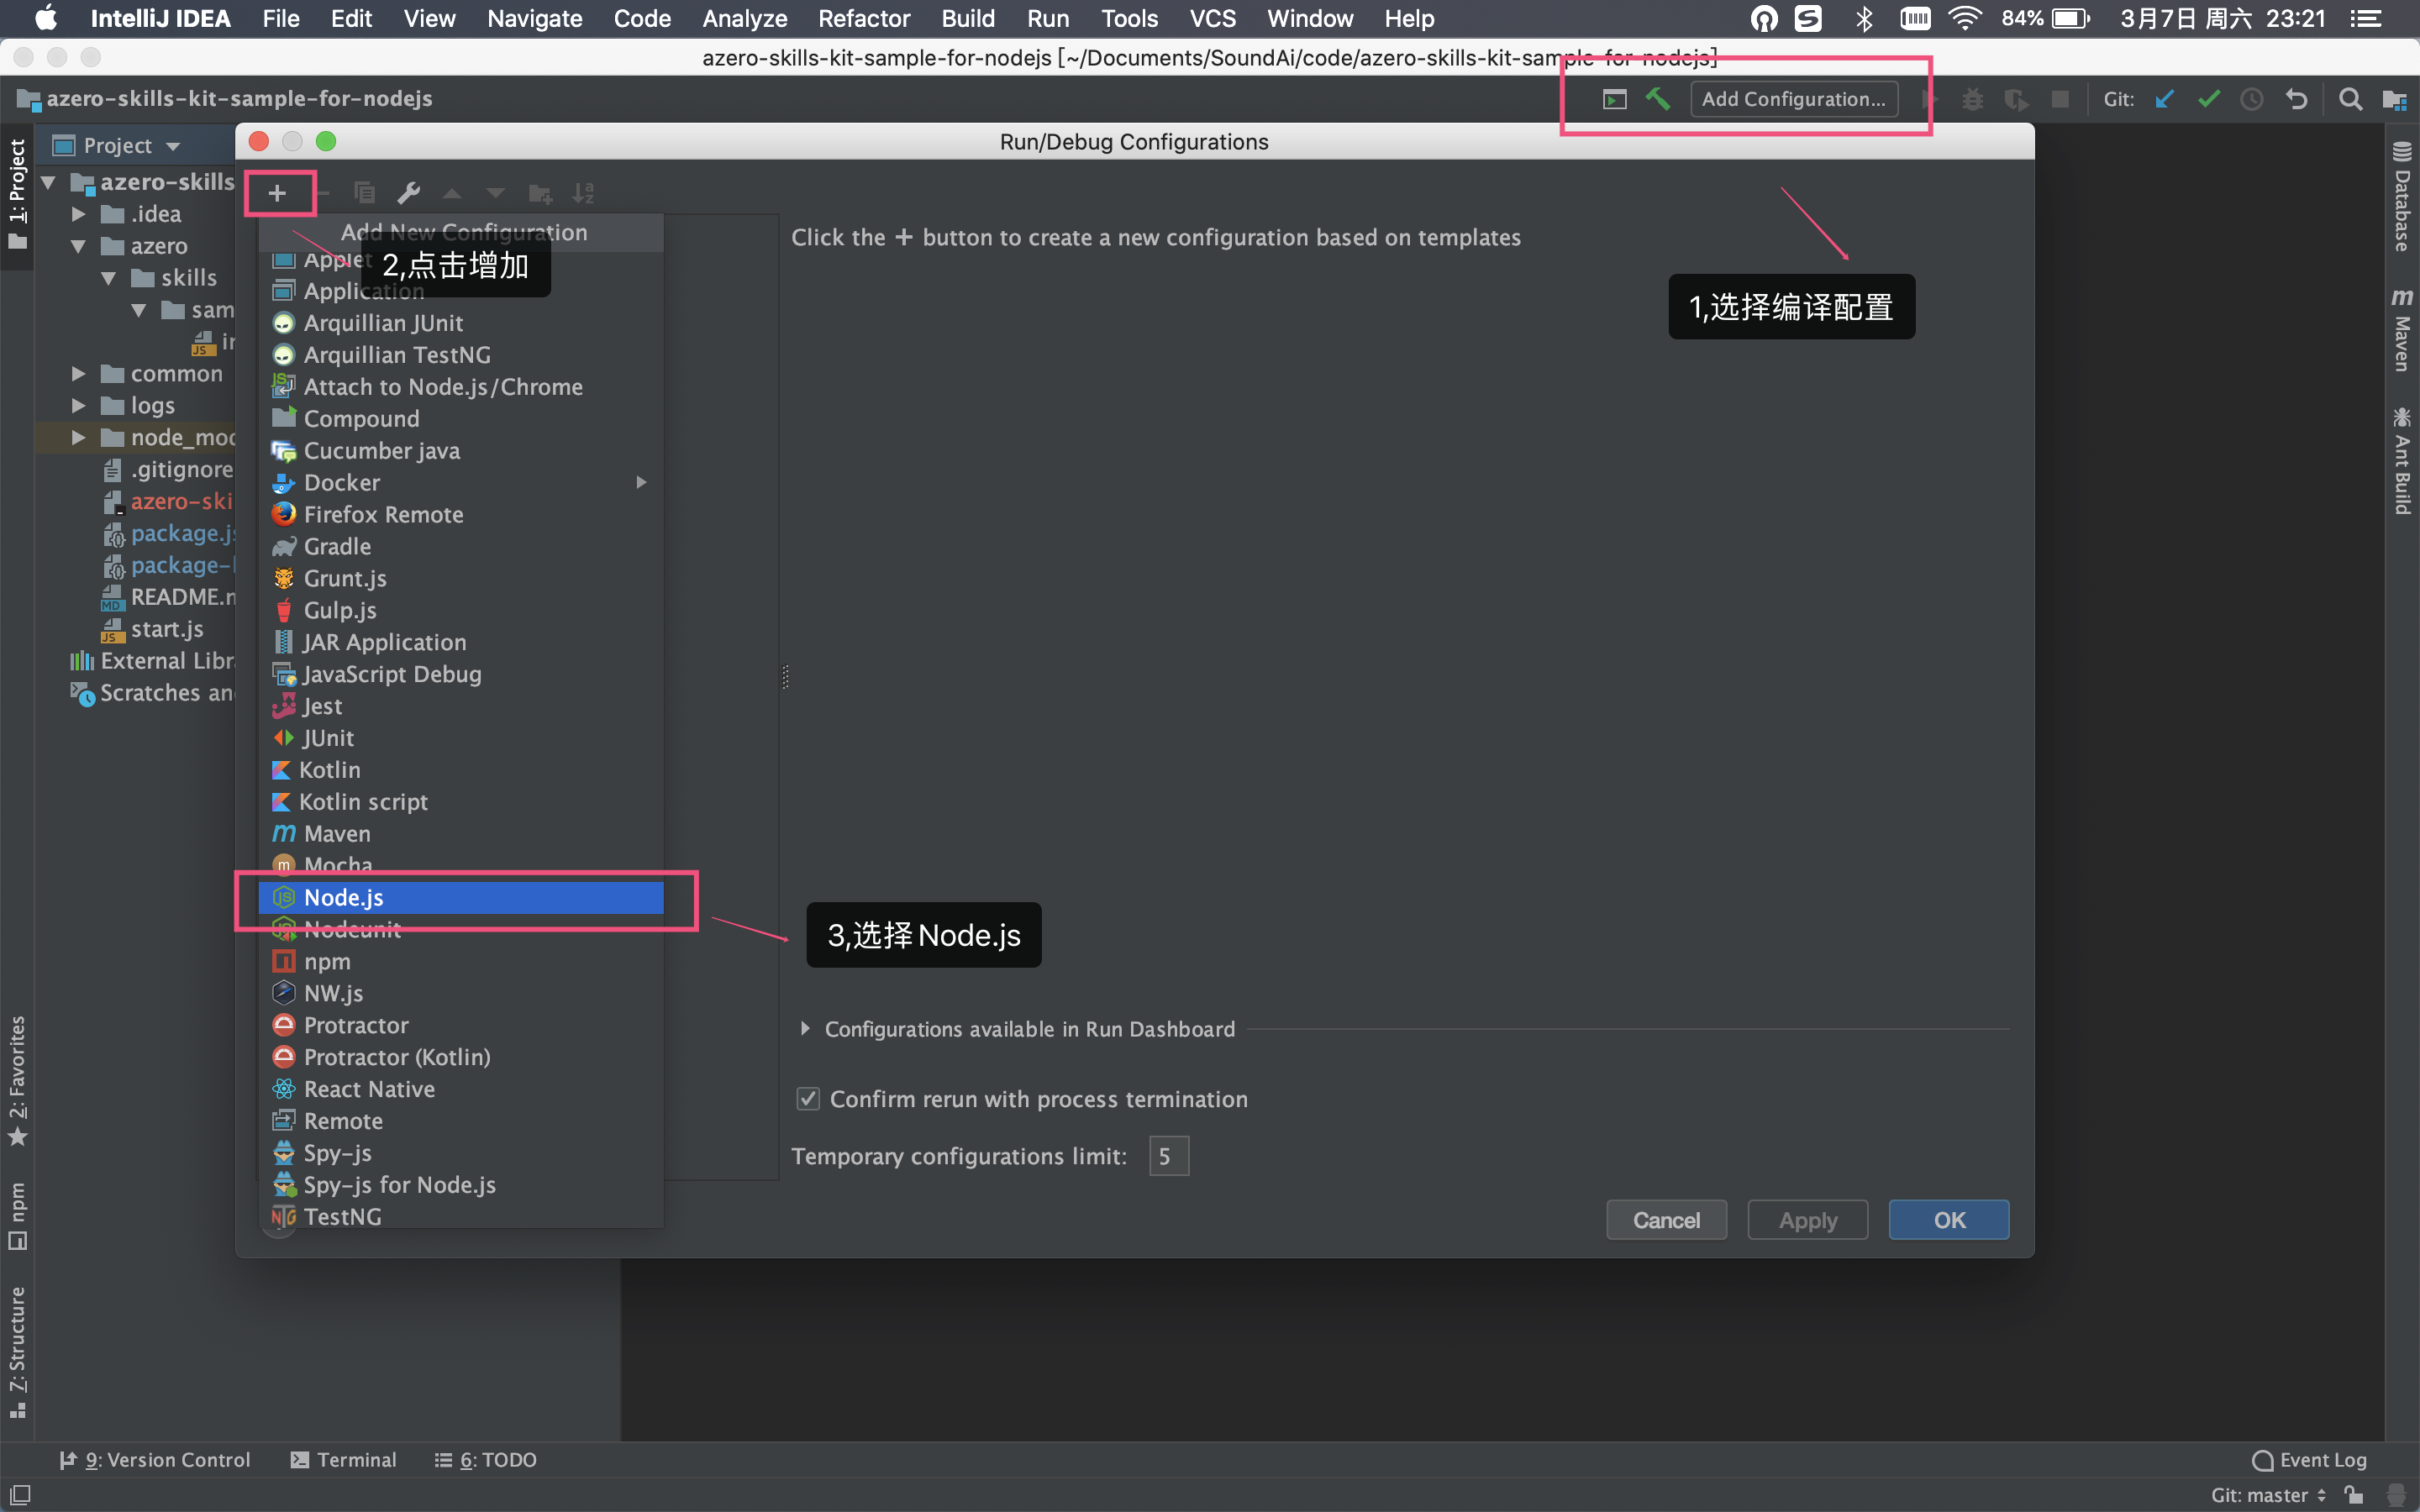 IntelliJ IDEA File Edit View Navigate Code Analyze Refactor Build Run Tools VCS Window Help 84% 3月7日 周六 23:21
azero-skills-kit-sample-for-nodejs [~/Documents/SoundAi/code/azero-skills-kit-sample-for-nodejs]
azero-skills-kit-sample-for-nodejs
Add Configuration...
Git:
1: Project
Project
azero-skills
.idea
azero
skills
sam
in
common
logs
node_mod
.gitignore
azero-ski
package.js
package-l
README.m
start.js
External Libra
Scratches an
2: Favorites
npm
7: Structure
Run/Debug Configurations
Add New Configuration
2,点击增加
Applet
Application
Arquillian JUnit
Arquillian TestNG
Attach to Node.js/Chrome
Compound
Cucumber java
Docker
Firefox Remote
Gradle
Grunt.js
Gulp.js
JAR Application
JavaScript Debug
Jest
JUnit
Kotlin
Kotlin script
Maven
Mocha
Node.js
Nodeunit
npm
NW.js
Protractor
Protractor (Kotlin)
React Native
Remote
Spy-js
Spy-js for Node.js
TestNG
Click the + button to create a new configuration based on templates
1,选择编译配置
3,选择Node.js
Configurations available in Run Dashboard
Confirm rerun with process termination
Temporary configurations limit: 5
Cancel Apply OK
Database
Maven
Ant Build
9: Version Control Terminal 6: TODO
Event Log
Git: master